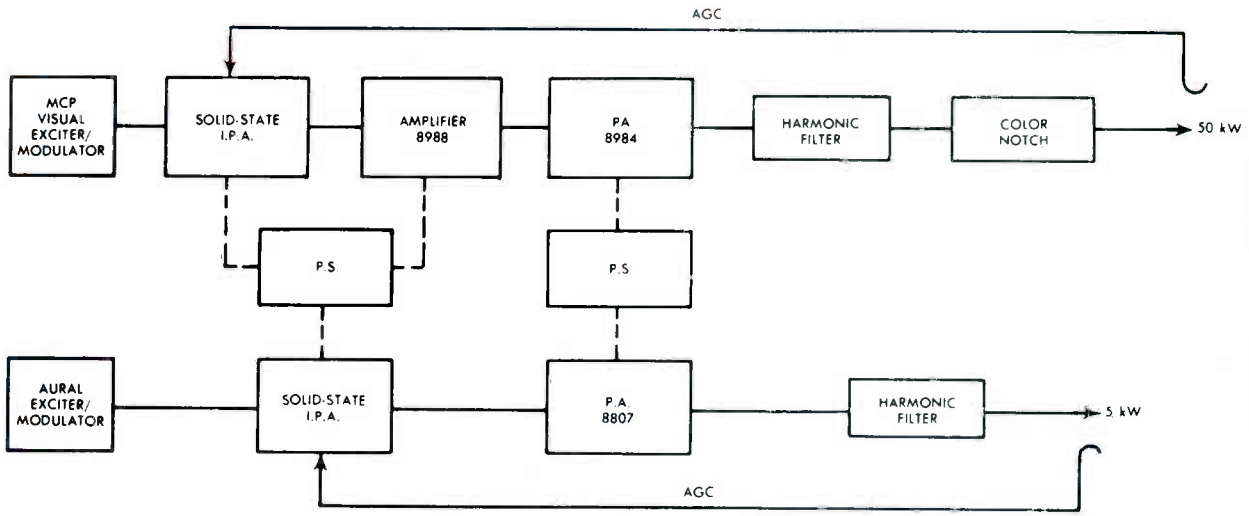 AGC
MCP
VISUAL
EXCITER/
MODULATOR
SOLID-STATE
I.P.A.
AMPLIFIER
8988
PA
8984
HARMONIC
FILTER
COLOR
NOTCH
50 kW
P.S.
P.S
AURAL
EXCITER/
MODULATOR
SOLID-STATE
I.P.A.
P.A.
8807
HARMONIC
FILTER
5 kW
AGC